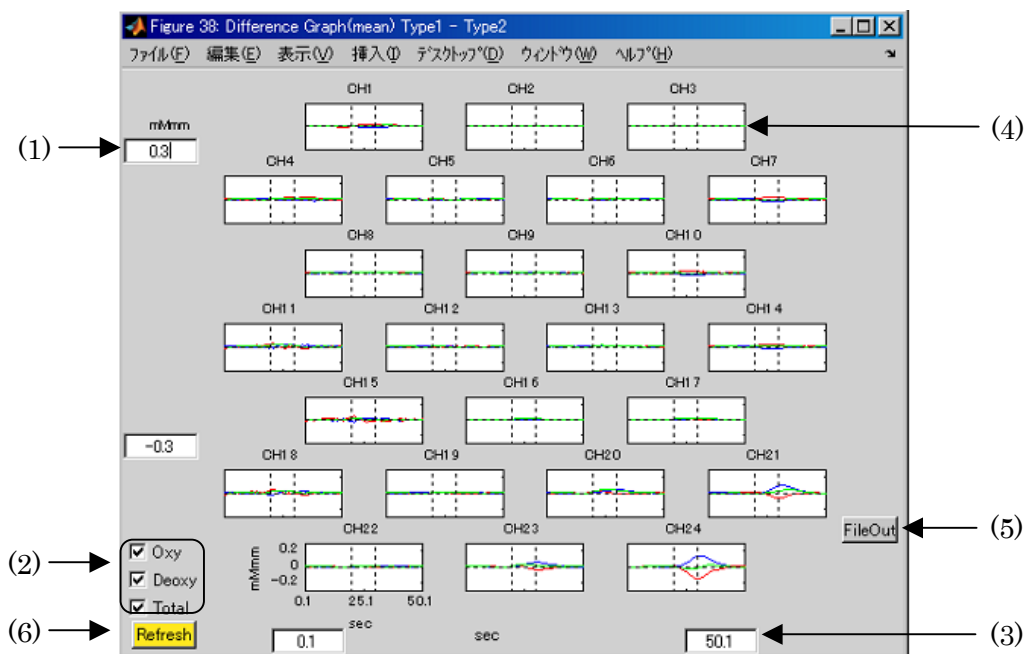 Figure 38: Difference Graph(mean) Type1 - Type2
ファイル(F) 編集(E) 表示(V) 挿入(I) デスクトップ(D) ウィンドウ(W) ヘルプ(H)
CH1 CH2 CH3
mMmm
(1) 0.3 (4)
CH4 CH5 CH6 CH7
CH8 CH9 CH10
CH11 CH12 CH13 CH14
CH15 CH16 CH17
-0.3
CH18 CH19 CH20 CH21
FileOut (5)
CH22 CH23 CH24
(2) Oxy
Deoxy
Total
mMmm 0.2
0
-0.2
0.1 25.1 50.1
sec
(6) Refresh
0.1 sec 50.1 (3)